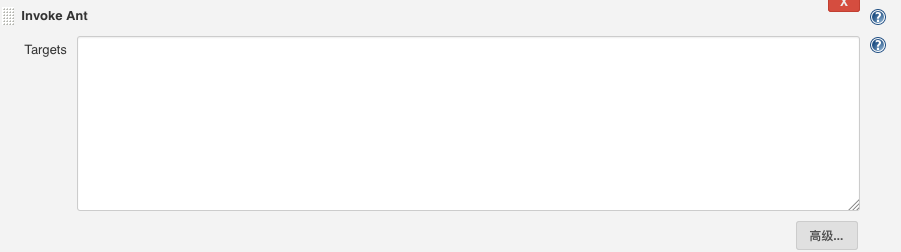 X
Invoke Ant
?
Targets
?
高级...